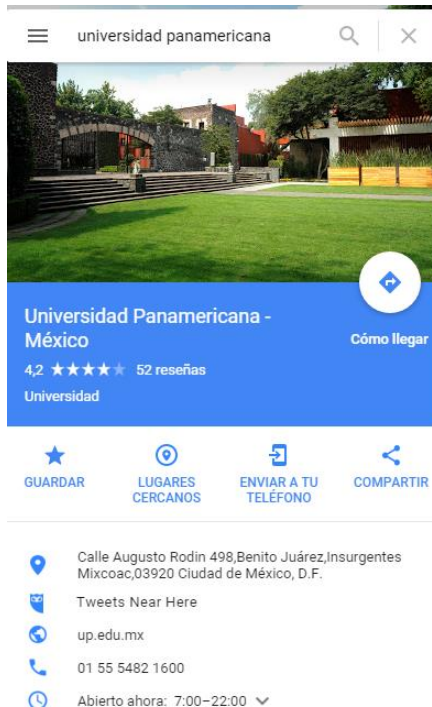 universidad panamericana
Universidad Panamericana -
México
Cómo llegar
4,2 ★★★★★ 52 reseñas
Universidad
GUARDAR
LUGARES
CERCANOS
ENVIAR A TU
TELÉFONO
COMPARTIR
Calle Augusto Rodin 498,Benito Juárez,Insurgentes
Mixcoac,03920 Ciudad de México, D.F.
Tweets Near Here
up.edu.mx
01 55 5482 1600
Abierto ahora: 7:00–22:00